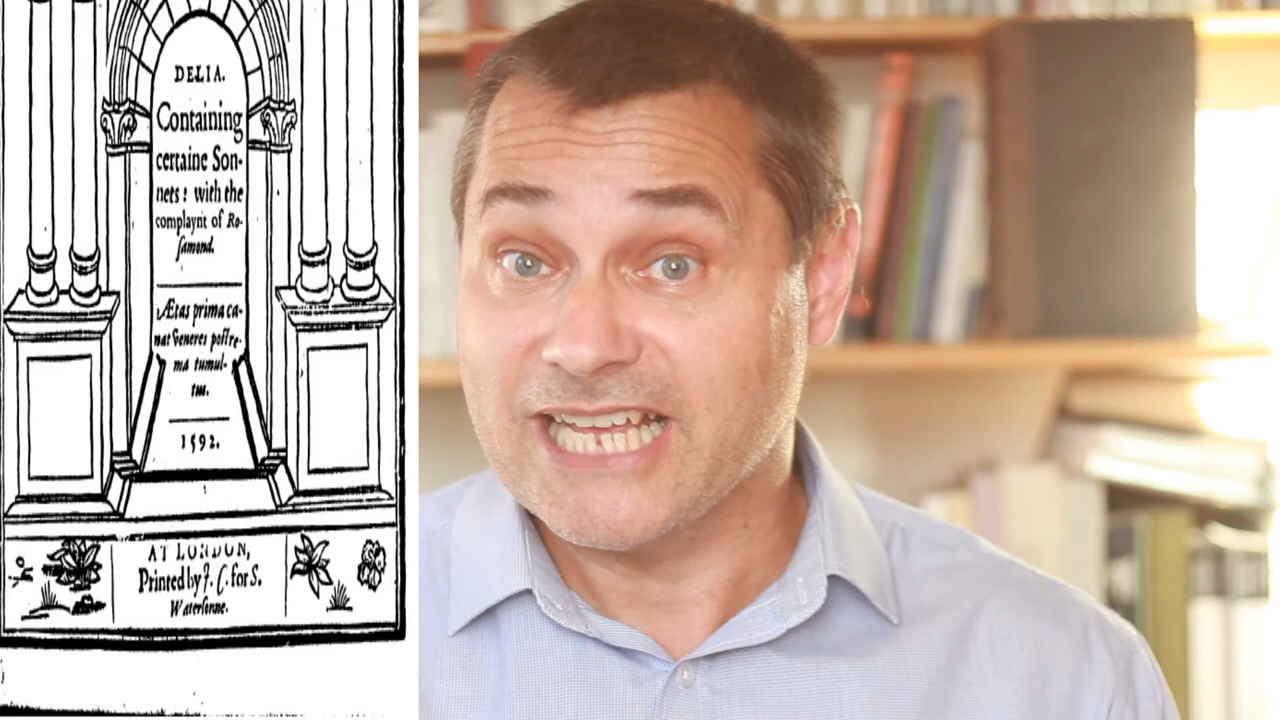 DELIA.
Containing
certaine Son-
nets: with the
complaynt of Ro-
samond.
Ætas prima ca-
nat veneres postre-
ma tumul-
tus.
1592.
AT LONDON,
Printed by J. C. for S.
Watersonne.